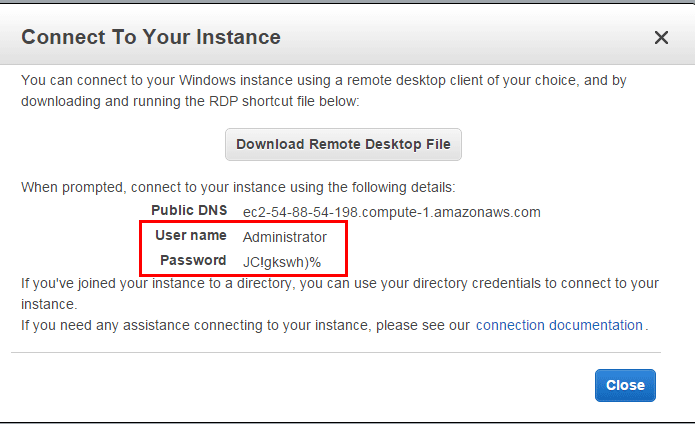 Connect To Your Instance
You can connect to your Windows instance using a remote desktop client of your choice, and by
downloading and running the RDP shortcut file below:
Download Remote Desktop File
When prompted, connect to your instance using the following details:
Public DNS ec2-54-88-54-198.compute-1.amazonaws.com
User name Administrator
Password JC!gkswh)%
If you've joined your instance to a directory, you can use your directory credentials to connect to your
instance.
If you need any assistance connecting to your instance, please see our connection documentation.
Close